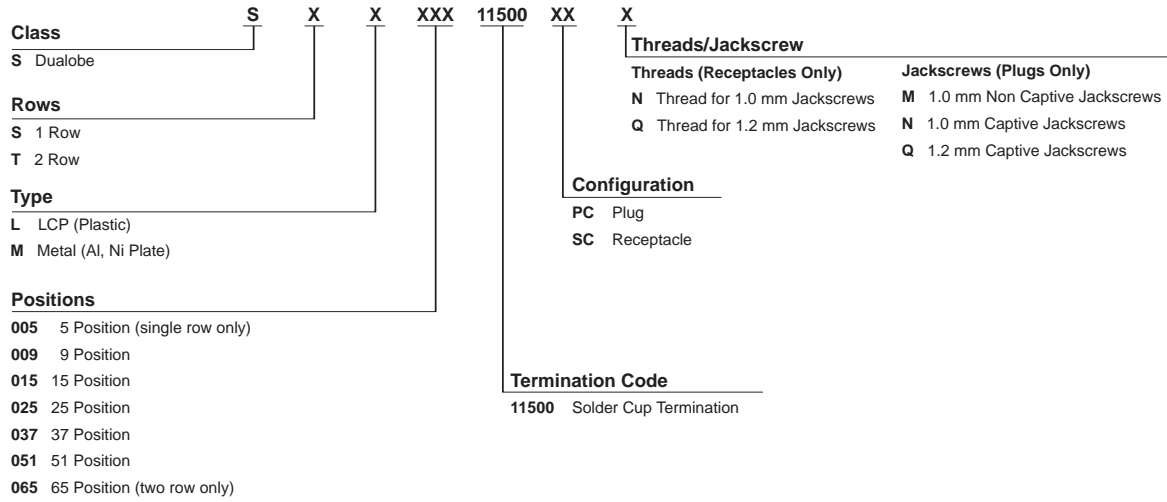 S X X XXX 11500 XX X
Class
S Dualobe
Rows
S 1 Row
T 2 Row
Type
L LCP (Plastic)
M Metal (Al, Ni Plate)
Positions
005 5 Position (single row only)
009 9 Position
015 15 Position
025 25 Position
037 37 Position
051 51 Position
065 65 Position (two row only)
Termination Code
11500 Solder Cup Termination
Configuration
PC Plug
SC Receptacle
Threads/Jackscrew
Threads (Receptacles Only)
N Thread for 1.0 mm Jackscrews
Q Thread for 1.2 mm Jackscrews
Jackscrews (Plugs Only)
M 1.0 mm Non Captive Jackscrews
N 1.0 mm Captive Jackscrews
Q 1.2 mm Captive Jackscrews